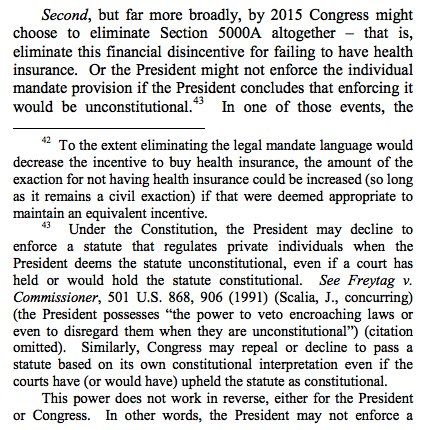 Second, but far more broadly, by 2015 Congress might
choose to eliminate Section 5000A altogether – that is,
eliminate this financial disincentive for failing to have health
insurance. Or the President might not enforce the individual
mandate provision if the President concludes that enforcing it
would be unconstitutional.43 In one of those events, the
42 To the extent eliminating the legal mandate language would
decrease the incentive to buy health insurance, the amount of the
exaction for not having health insurance could be increased (so long
as it remains a civil exaction) if that were deemed appropriate to
maintain an equivalent incentive.
43 Under the Constitution, the President may decline to
enforce a statute that regulates private individuals when the
President deems the statute unconstitutional, even if a court has
held or would hold the statute constitutional. See Freytag v.
Commissioner, 501 U.S. 868, 906 (1991) (Scalia, J., concurring)
(the President possesses “the power to veto encroaching laws or
even to disregard them when they are unconstitutional”) (citation
omitted). Similarly, Congress may repeal or decline to pass a
statute based on its own constitutional interpretation even if the
courts have (or would have) upheld the statute as constitutional.
This power does not work in reverse, either for the President
or Congress. In other words, the President may not enforce a